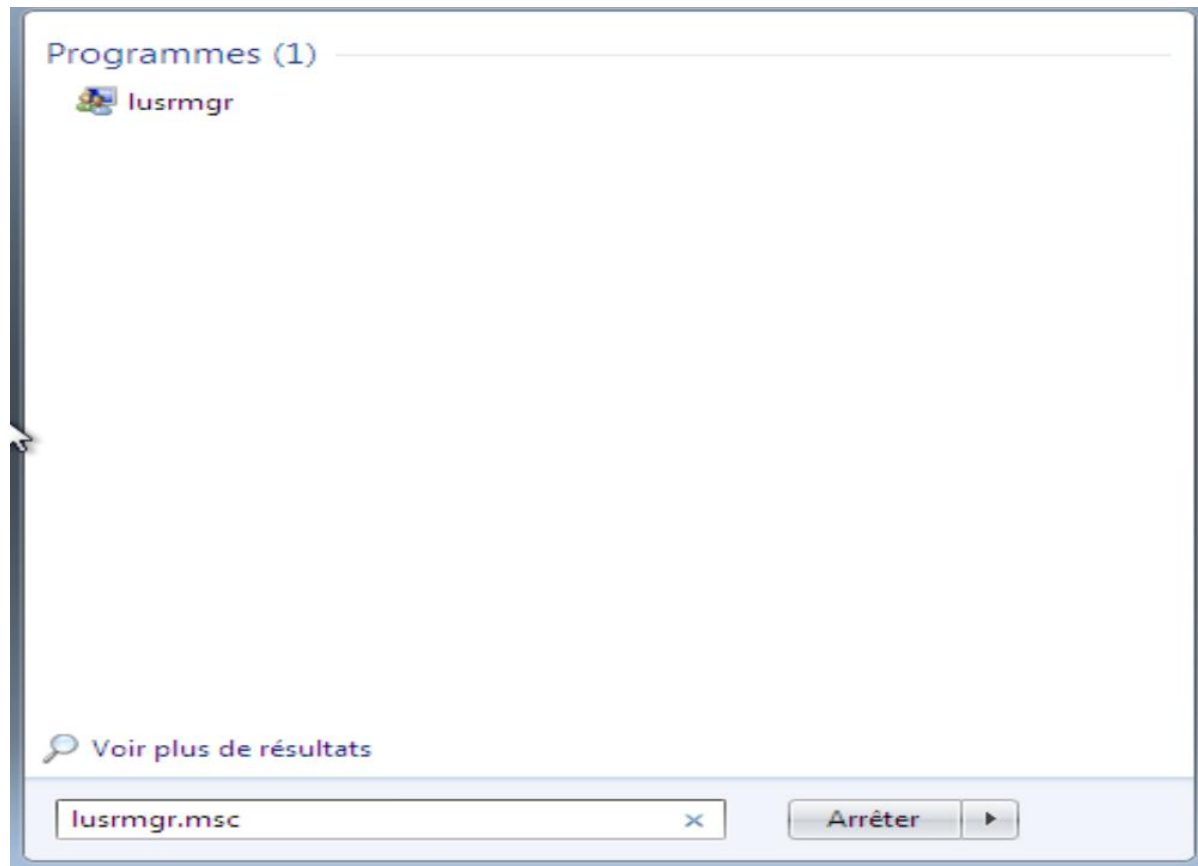 Programmes (1)
lusrmgr
Voir plus de résultats
lusrmgr.msc
Arrêter